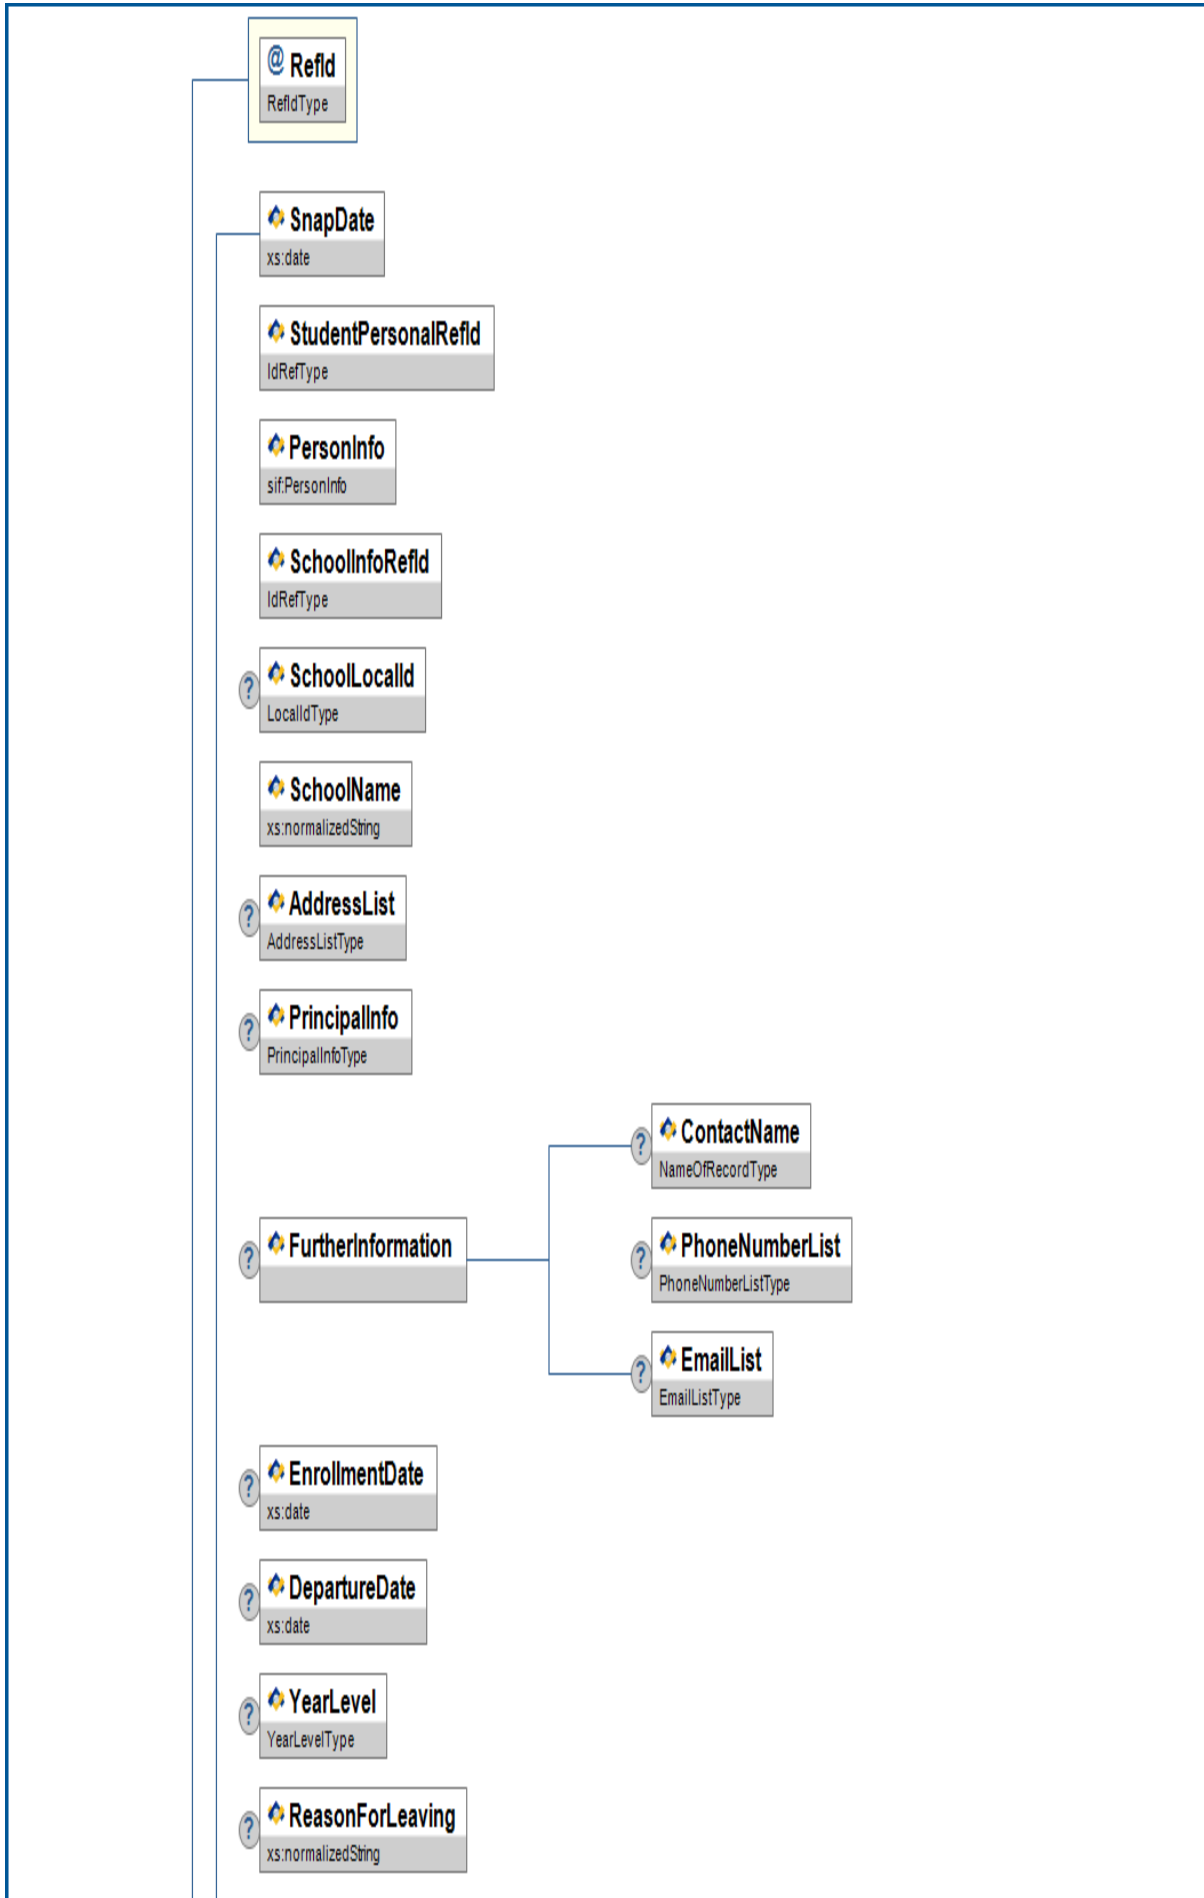 @ RefId
RefIdType
SnapDate
xs:date
StudentPersonalRefId
IdRefType
PersonInfo
sif:PersonInfo
SchoolInfoRefId
IdRefType
? SchoolLocalId
LocalIdType
SchoolName
xs:normalizedString
? AddressList
AddressListType
? PrincipalInfo
PrincipalInfoType
? ContactName
NameOfRecordType
? FurtherInformation
? PhoneNumberList
PhoneNumberListType
? EmailList
EmailListType
? EnrollmentDate
xs:date
? DepartureDate
xs:date
? YearLevel
YearLevelType
? ReasonForLeaving
xs:normalizedString